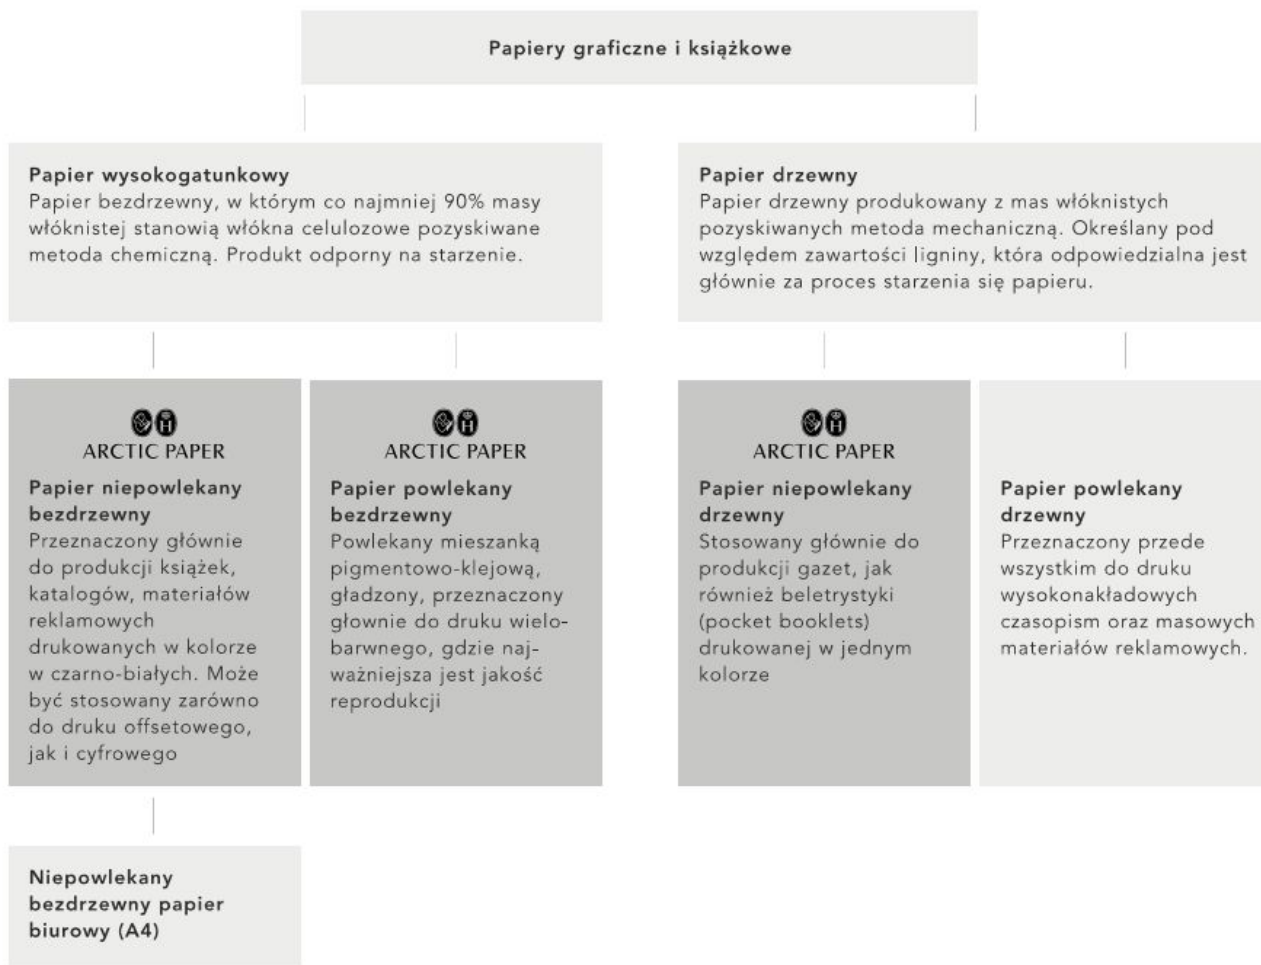 Papiery graficzne i książkowe
Papier wysokogatunkowy
Papier bezdrzewny, w którym co najmniej 90% masy
włóknistej stanowią włókna celulozowe pozyskiwane
metoda chemiczną. Produkt odporny na starzenie.
Papier drzewny
Papier drzewny produkowany z mas włóknistych
pozyskiwanych metoda mechaniczną. Określany pod
względem zawartości ligniny, która odpowiedzialna jest
głównie za proces starzenia się papieru.
H
ARCTIC PAPER
Papier niepowlekany
bezdrzewny
Przeznaczony głównie
do produkcji książek,
katalogów, materiałów
reklamowych
drukowanych w kolorze
w czarno-białych. Może
być stosowany zarówno
do druku offsetowego,
jak i cyfrowego
H
ARCTIC PAPER
Papier powlekany
bezdrzewny
Powlekany mieszanką
pigmentowo-klejową,
gładzony, przeznaczony
głownie do druku wielo-
barwnego, gdzie naj-
ważniejsza jest jakość
reprodukcji
H
ARCTIC PAPER
Papier niepowlekany
drzewny
Stosowany głównie do
produkcji gazet, jak
również beletrystyki
(pocket booklets)
drukowanej w jednym
kolorze
Papier powlekany
drzewny
Przeznaczony przede
wszystkim do druku
wysokonakładowych
czasopism oraz masowych
materiałów reklamowych.
Niepowlekany
bezdrzewny papier
biurowy (A4)